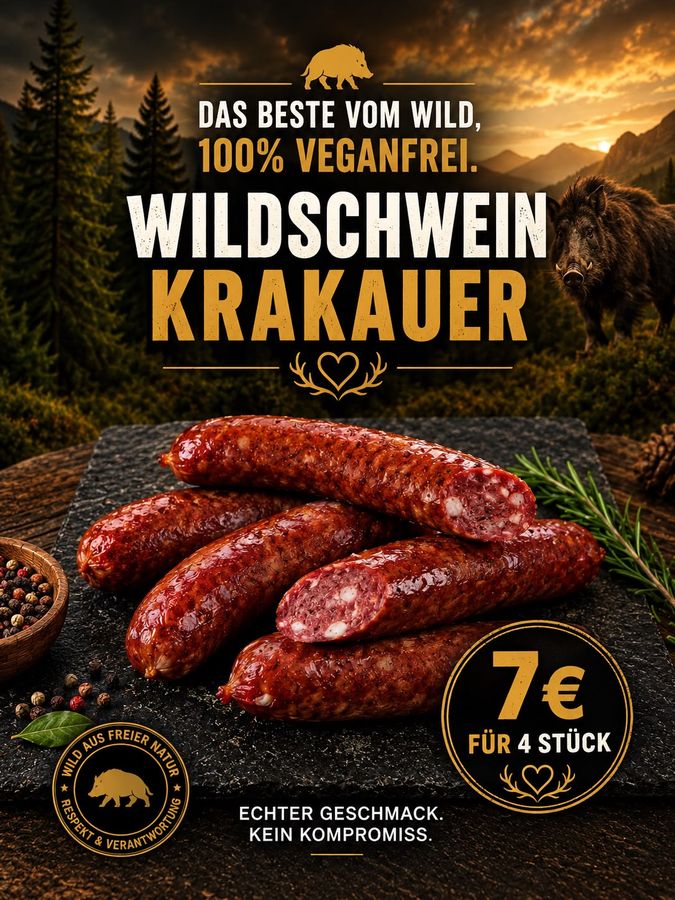 DAS BESTE VOM WILD,
100% VEGANFREI.
WILDSCHWEIN
KRAKAUER
7€
FÜR 4 STÜCK
WILD AUS FREIER NATUR
RESPEKT & VERANTWORTUNG
ECHTER GESCHMACK.
KEIN KOMPROMISS.